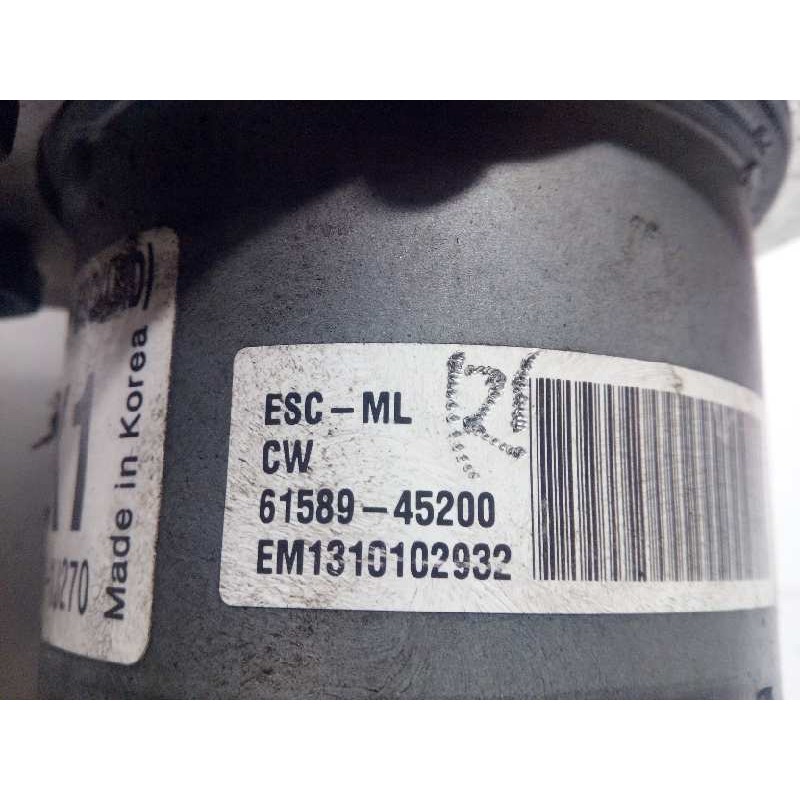 ESC-ML
CW
61589-45200
EM1310102932
Made in Korea